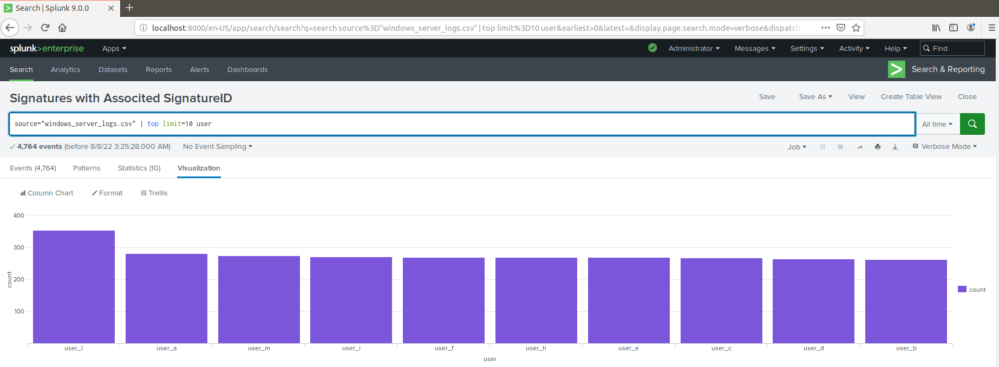 Search | Splunk 9.0.0
localhost:8000/en-US/app/search/search?q=search source%3D"windows_server_logs.csv" | top limit%3D10 user&earliest=0&latest=&display.page.search.mode=verbose&dispatch
splunk>enterprise Apps Administrator Messages Settings Activity Help Find
Search Analytics Datasets Reports Alerts Dashboards Search & Reporting
Signatures with Associted SignatureID Save Save As View Create Table View Close
source="windows_server_logs.csv" | top limit=10 user All time
4,764 events (before 8/8/22 3:25:28.000 AM) No Event Sampling Job Verbose Mode
Events (4,764) Patterns Statistics (10) Visualization
Column Chart Format Trellis
400
300
200
100
count
count
user_l user_a user_m user_i user_f user_h user_e user_c user_d user_b
user